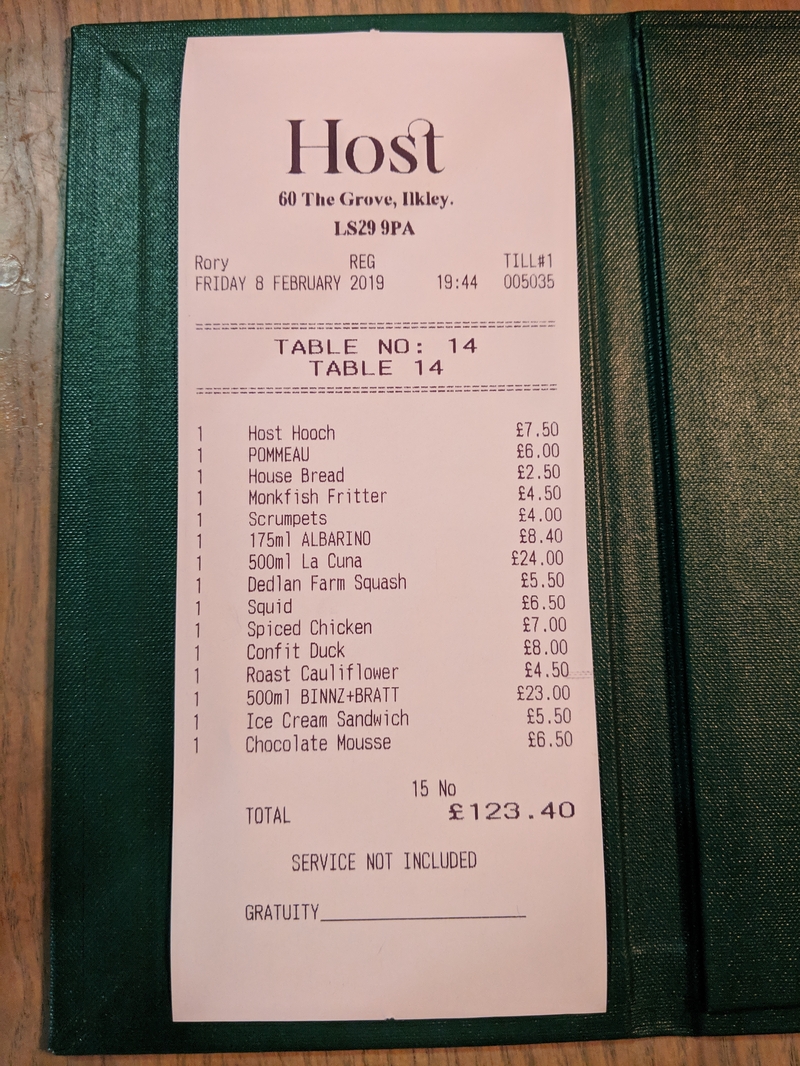 Host
60 The Grove, Ilkley.
LS29 9PA
Rory REG TILL#1
FRIDAY 8 FEBRUARY 2019 19:44 005035
TABLE NO: 14
TABLE 14
1 Host Hooch £7.50
1 POMMEAU £6.00
1 House Bread £2.50
1 Monkfish Fritter £4.50
1 Scrumpets £4.00
1 175ml ALBARINO £8.40
1 500ml La Cuna £24.00
1 Dedlan Farm Squash £5.50
1 Squid £6.50
1 Spiced Chicken £7.00
1 Confit Duck £8.00
1 Roast Cauliflower £4.50
1 500ml BINNZ+BRATT £23.00
1 Ice Cream Sandwich £5.50
1 Chocolate Mousse £6.50
15 No
TOTAL £123.40
SERVICE NOT INCLUDED
GRATUITY